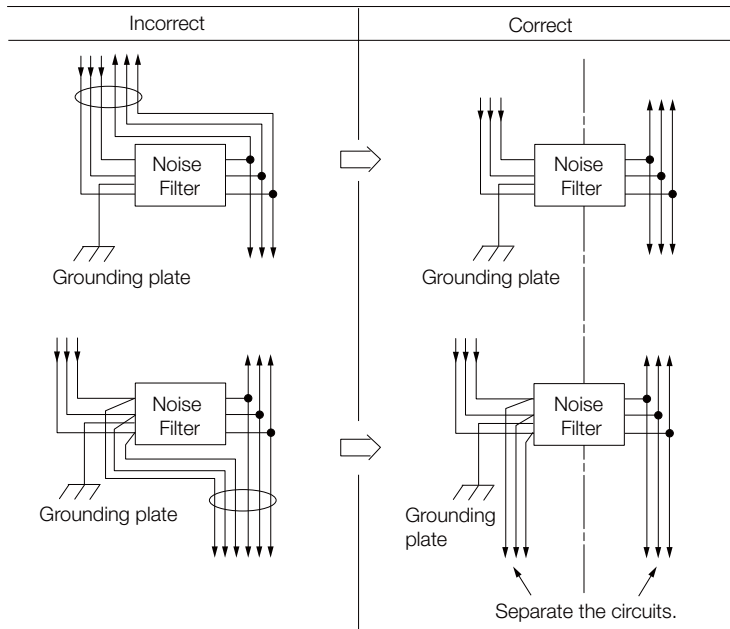 Incorrect
Correct
Noise
Filter
Grounding plate
Noise
Filter
Grounding plate
Noise
Filter
Grounding plate
Noise
Filter
Grounding
plate
Separate the circuits.